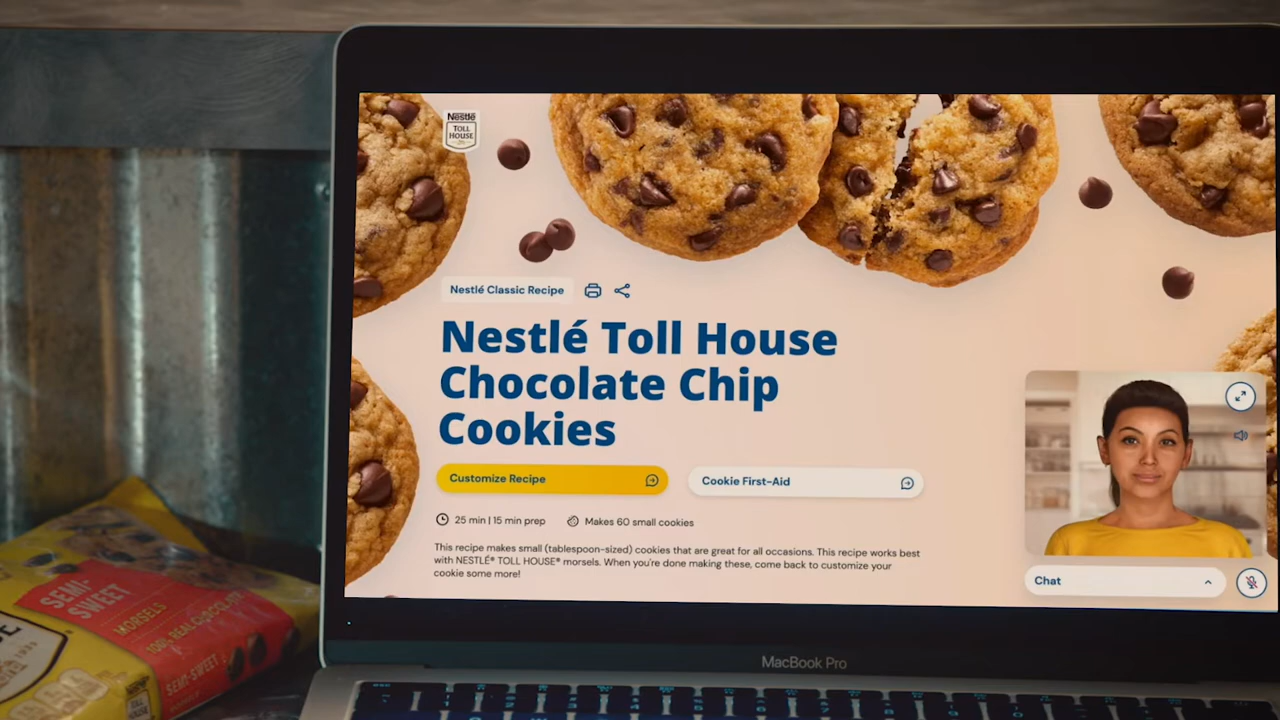 Nestlé
TOLL
HOUSE
Nestlé Classic Recipe
Nestlé Toll House
Chocolate Chip
Cookies
Customize Recipe
Cookie First-Aid
25 min | 15 min prep
Makes 60 small cookies
This recipe makes small (tablespoon-sized) cookies that are great for all occasions. This recipe works best
with NESTLÉ® TOLL HOUSE® morsels. When you're done making these, come back to customize your
cookie some more!
Chat
MacBook Pro
SEMI-
SWEET
MORSELS
100% REAL CHOCOLATE
SEMI-SWEET